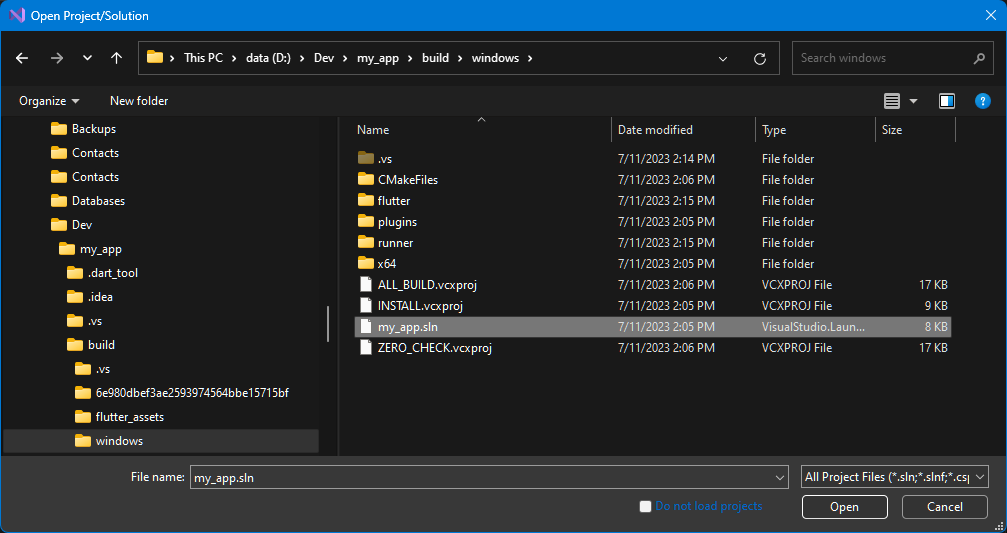 Open Project/Solution
This PC > data (D:) > Dev > my_app > build > windows >
Search windows
Organize New folder
Backups
Contacts
Contacts
Databases
Dev
my_app
.dart_tool
.idea
.vs
build
.vs
6e980dbef3ae2593974564bbe15715bf
flutter_assets
windows
Name Date modified Type Size
.vs 7/11/2023 2:14 PM File folder
CMakeFiles 7/11/2023 2:06 PM File folder
flutter 7/11/2023 2:15 PM File folder
plugins 7/11/2023 2:05 PM File folder
runner 7/11/2023 2:15 PM File folder
x64 7/11/2023 2:05 PM File folder
ALL_BUILD.vcxproj 7/11/2023 2:06 PM VCXPROJ File 17 KB
INSTALL.vcxproj 7/11/2023 2:05 PM VCXPROJ File 9 KB
my_app.sln 7/11/2023 2:05 PM VisualStudio.Laun... 8 KB
ZERO_CHECK.vcxproj 7/11/2023 2:06 PM VCXPROJ File 17 KB
File name: my_app.sln All Project Files (*.sln;*.slnf;*.csp
Do not load projects
Open Cancel